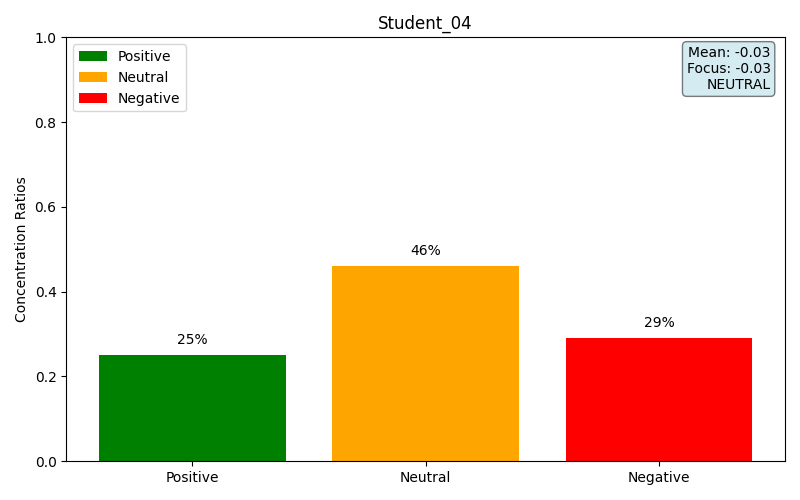 Student_04
Positive
Neutral
Negative
Mean: -0.03
Focus: -0.03
NEUTRAL
Concentration Ratios
1.0
0.8
0.6
0.4
0.2
0.0
25%
46%
29%
Positive
Neutral
Negative